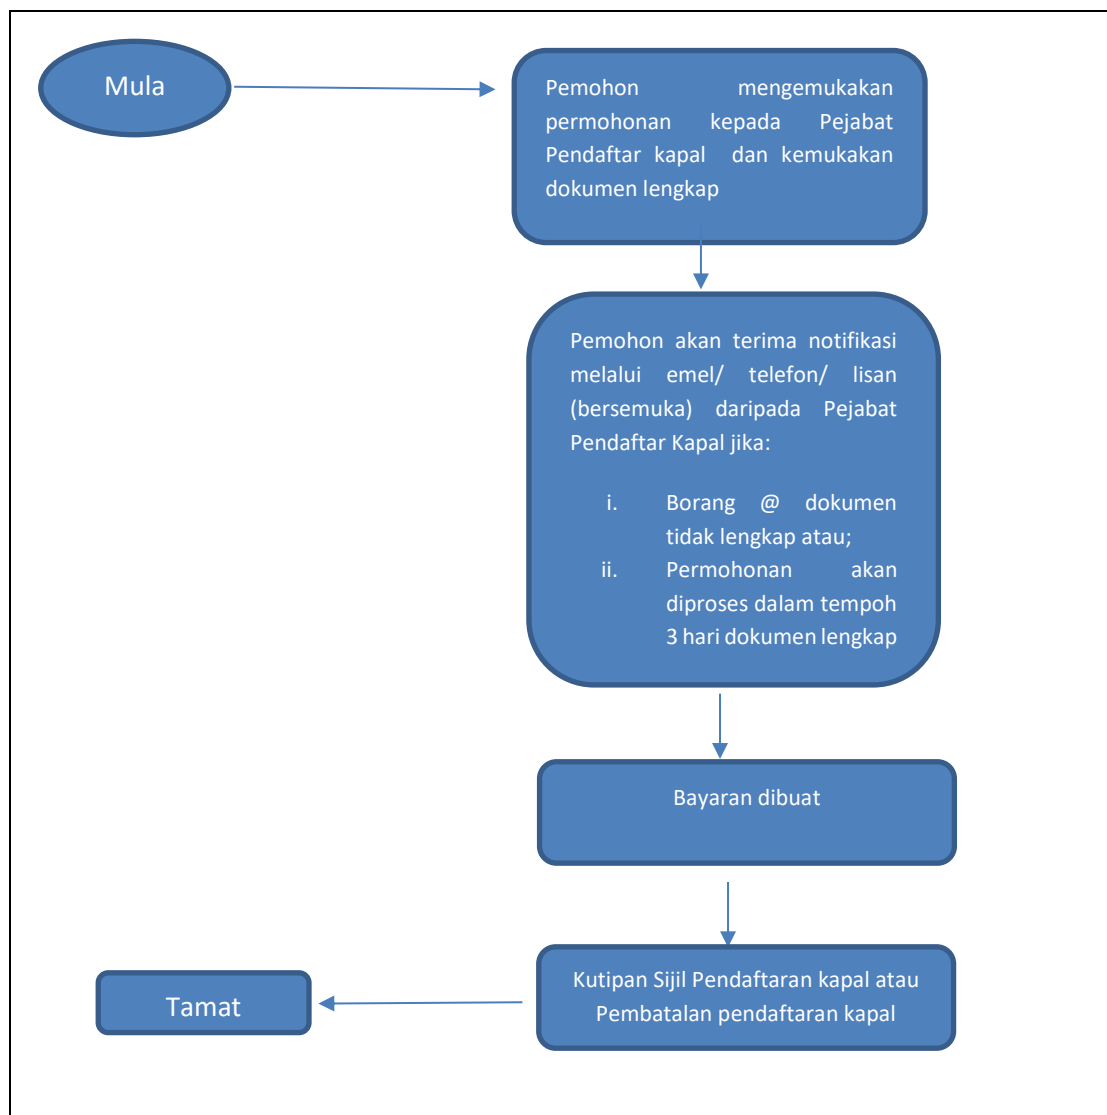 Mula
Pemohon mengemukakan
permohonan kepada Pejabat
Pendaftar kapal dan kemukakan
dokumen lengkap
Pemohon akan terima notifikasi
melalui emel/ telefon/ lisan
(bersemuka) daripada Pejabat
Pendaftar Kapal jika:
i. Borang @ dokumen
tidak lengkap atau;
ii. Permohonan akan
diproses dalam tempoh
3 hari dokumen lengkap
Bayaran dibuat
Kutipan Sijil Pendaftaran kapal atau
Pembatalan pendaftaran kapal
Tamat